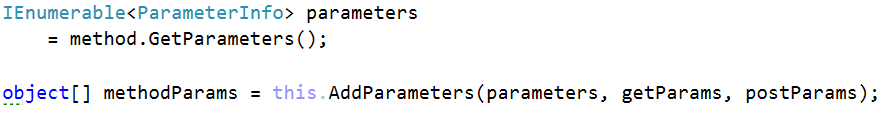 IEnumerable<ParameterInfo> parameters
    = method.GetParameters();
object[] methodParams = this.AddParameters(parameters, getParams, postParams);